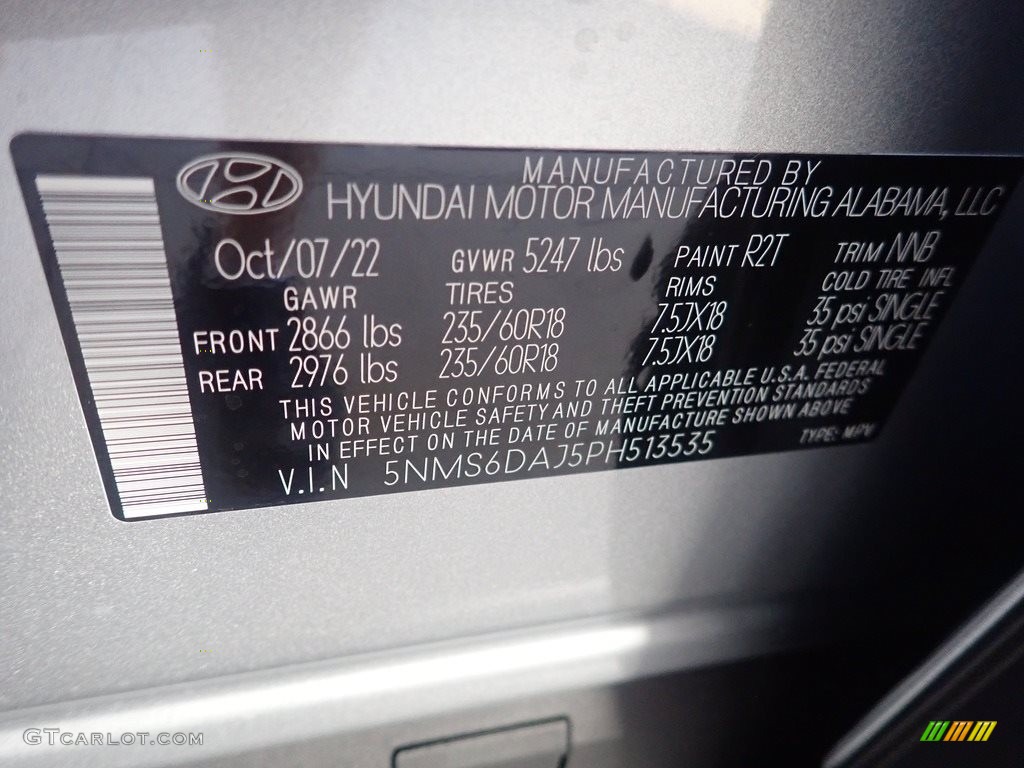 MANUFACTURED BY
HYUNDAI MOTOR MANUFACTURING ALABAMA, LLC
Oct/07/22 GVWR 5247 lbs PAINT R2T TRIM NNB
GAWR TIRES RIMS COLD TIRE INFL
FRONT 2866 lbs 235/60R18 7.5JX18 35 psi SINGLE
REAR 2976 lbs 235/60R18 7.5JX18 35 psi SINGLE
THIS VEHICLE CONFORMS TO ALL APPLICABLE U.S.A. FEDERAL
MOTOR VEHICLE SAFETY AND THEFT PREVENTION STANDARDS
IN EFFECT ON THE DATE OF MANUFACTURE SHOWN ABOVE
V.I.N 5NMS6DAJ5PH513535 TYPE: MPV
GTCARLOT.COM